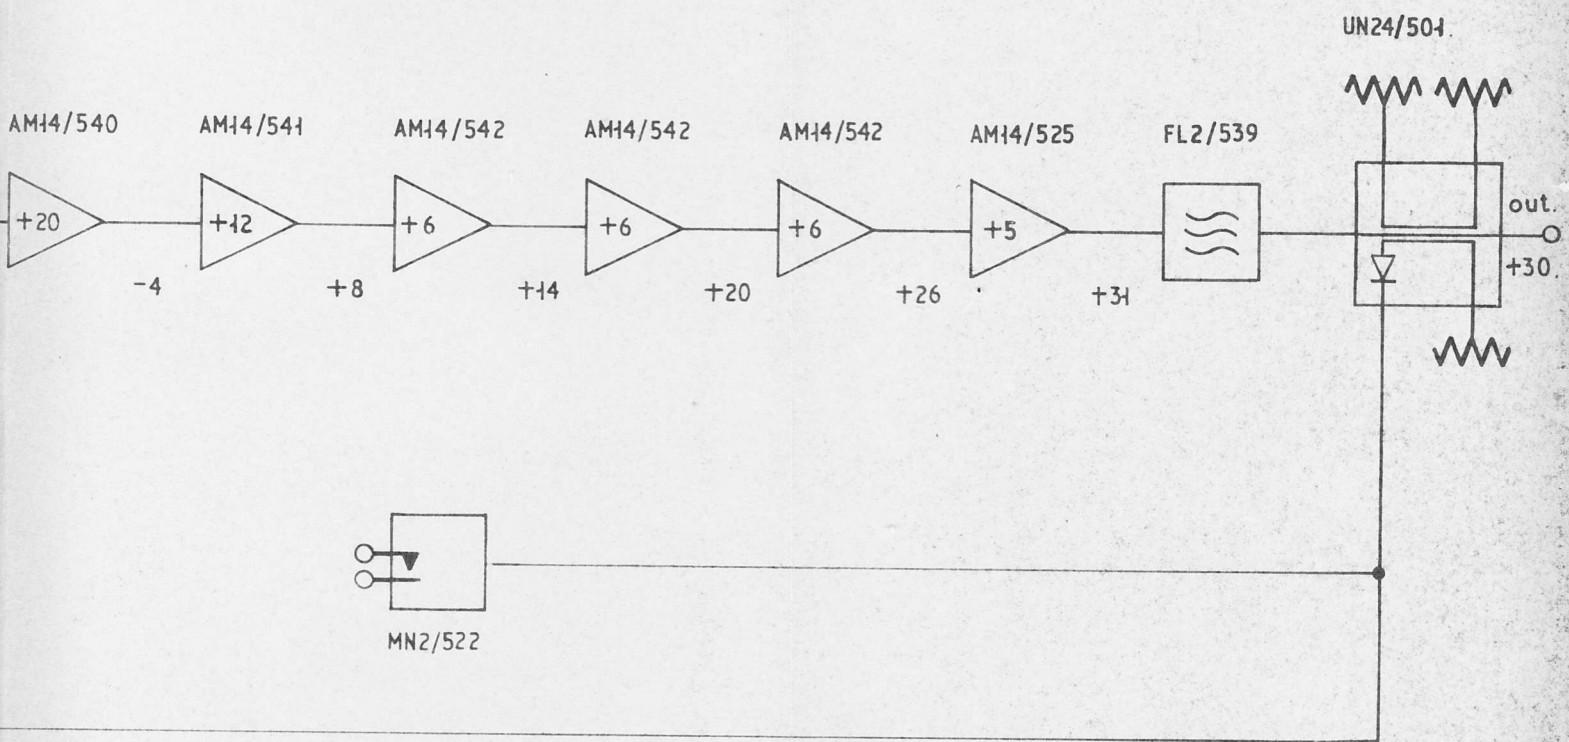 UN24/501.
AM14/540
AM14/541
AM14/542
AM14/542
AM14/542
AM14/525
FL2/539
+20
+12
+6
+6
+6
+5
out.
-4
+8
+14
+20
+26
+31
+30.
MN2/522